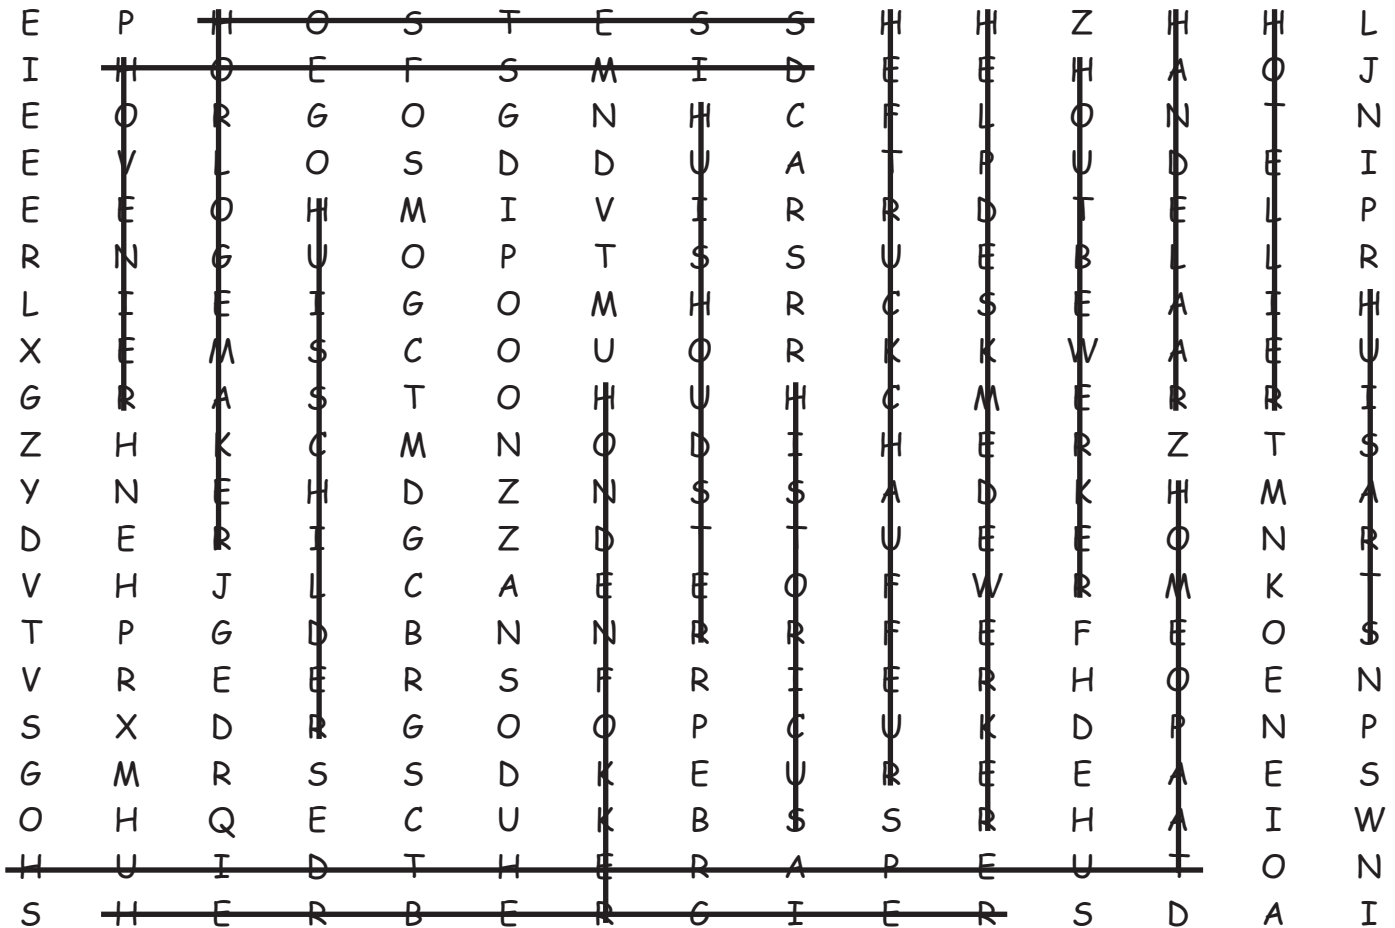 E P H O S T E S S H H Z H H L
I H O E F S M I D E E H A O J
E O R G O G N H C F L O N T N
E V L O S D D U A T P U D E I
E E O H M I V I R R D T E L P
R N G U O P T S S U E B L L R
L I E I G O M H R C S E A I H
X E M S C O U O R K K W A E U
G R A S T O H U H C M E R R I
Z H K C M N O D I H E R Z T S
Y N E H D Z N S S A D K H M A
D E R I G Z D T T U E E O N R
V H J L C A E E O F W R M K T
T P G D B N N R R F E F E O S
V R E E R S F R I E R H O E N
S X D R G O O P C U K D P N P
G M R S S D K E U R E E A E S
O H Q E C U K B S S R H A I W
H U I D T H E R A P E U T O N
S H E R B E R G I E R S D A I